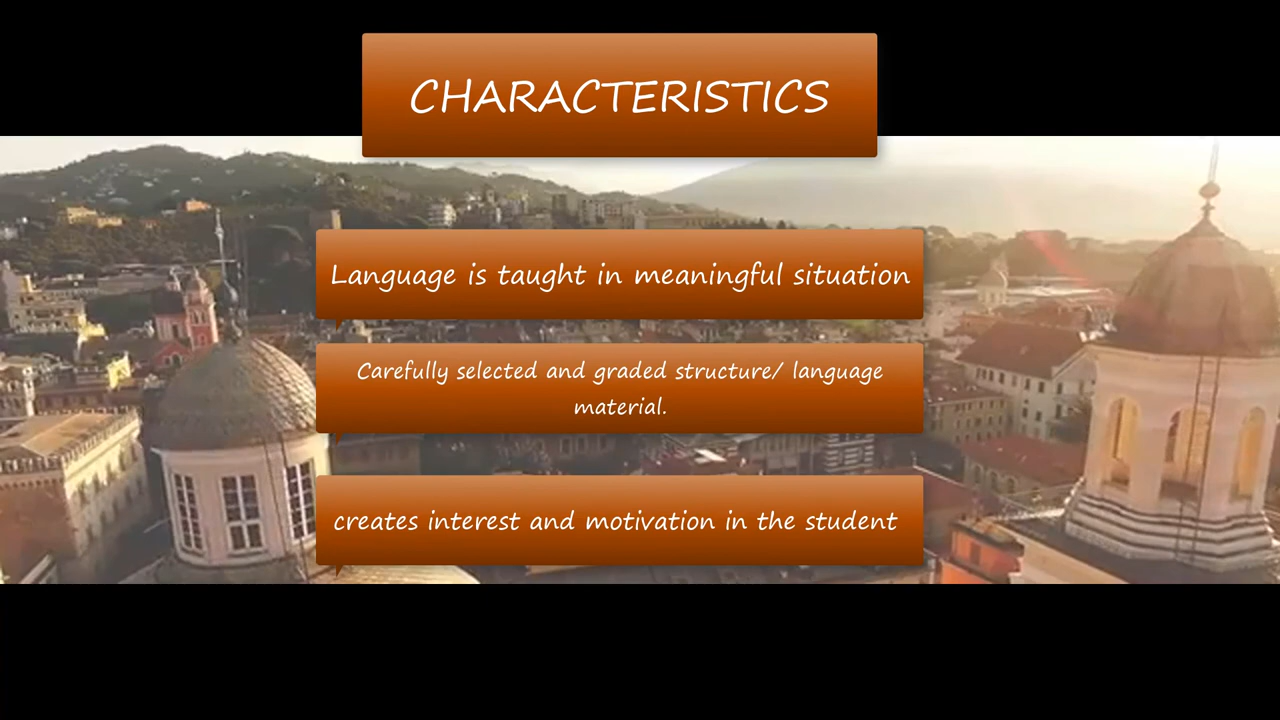 CHARACTERISTICS
Language is taught in meaningful situation
Carefully selected and graded structure/ language
material.
creates interest and motivation in the student